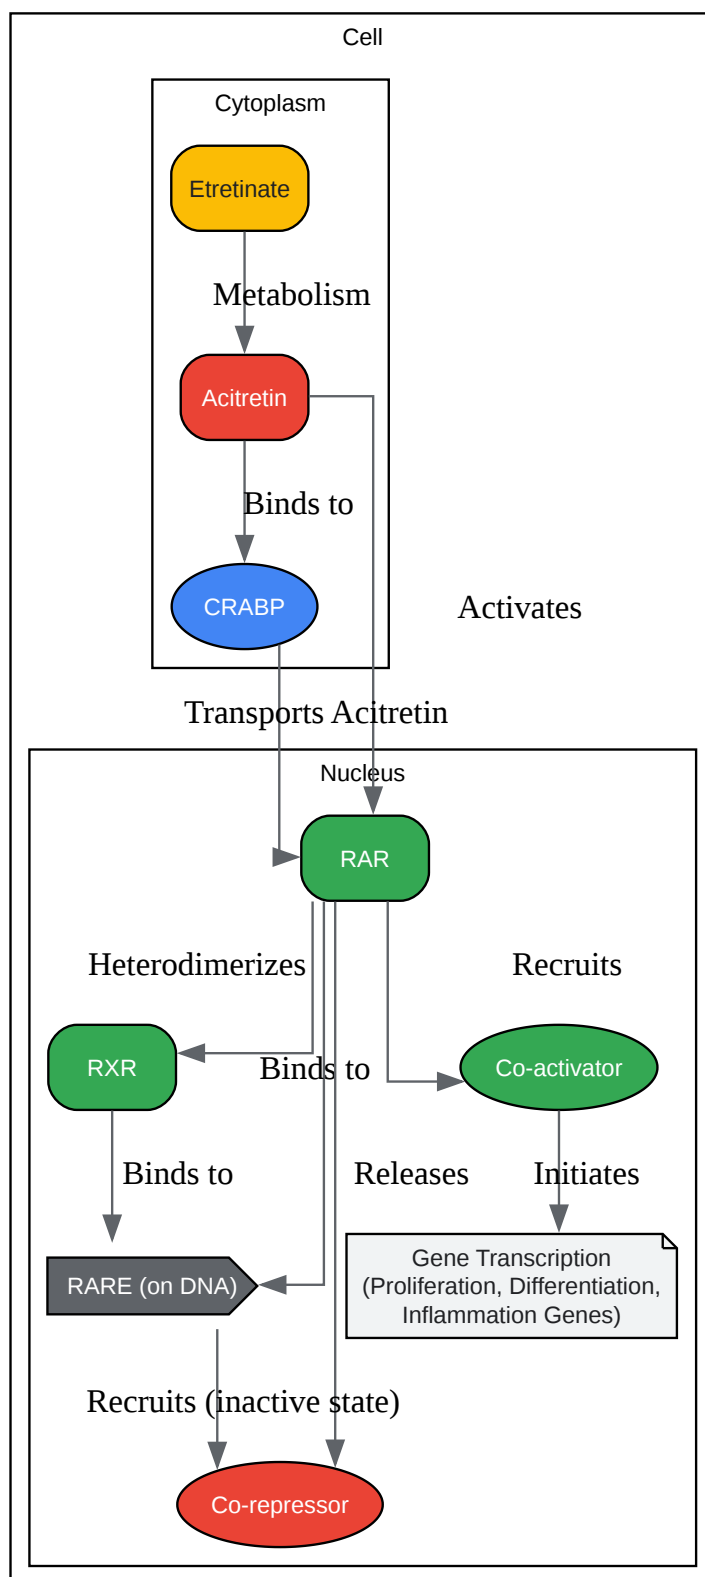 Cell
Cytoplasm
Etretinate
Metabolism
Acitretin
Binds to
CRABP
Activates
Transports Acitretin
Nucleus
RAR
Heterodimerizes
Recruits
RXR
Binds to
Co-activator
Binds to
Releases
Initiates
RARE (on DNA)
Gene Transcription
(Proliferation, Differentiation,
Inflammation Genes)
Recruits (inactive state)
Co-repressor